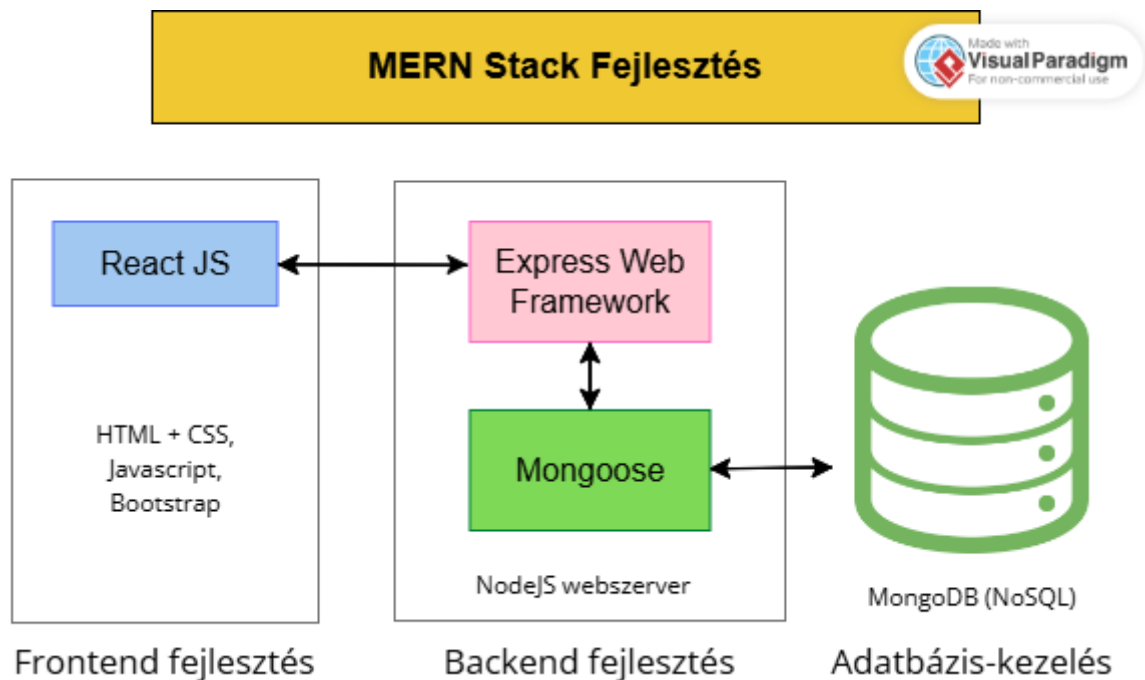 MERN Stack Fejlesztés
Made with
Visual Paradigm
For non-commercial use
React JS
HTML + CSS,
Javascript,
Bootstrap
Express Web
Framework
Mongoose
NodeJS webszerver
MongoDB (NoSQL)
Frontend fejlesztés
Backend fejlesztés
Adatbázis-kezelés